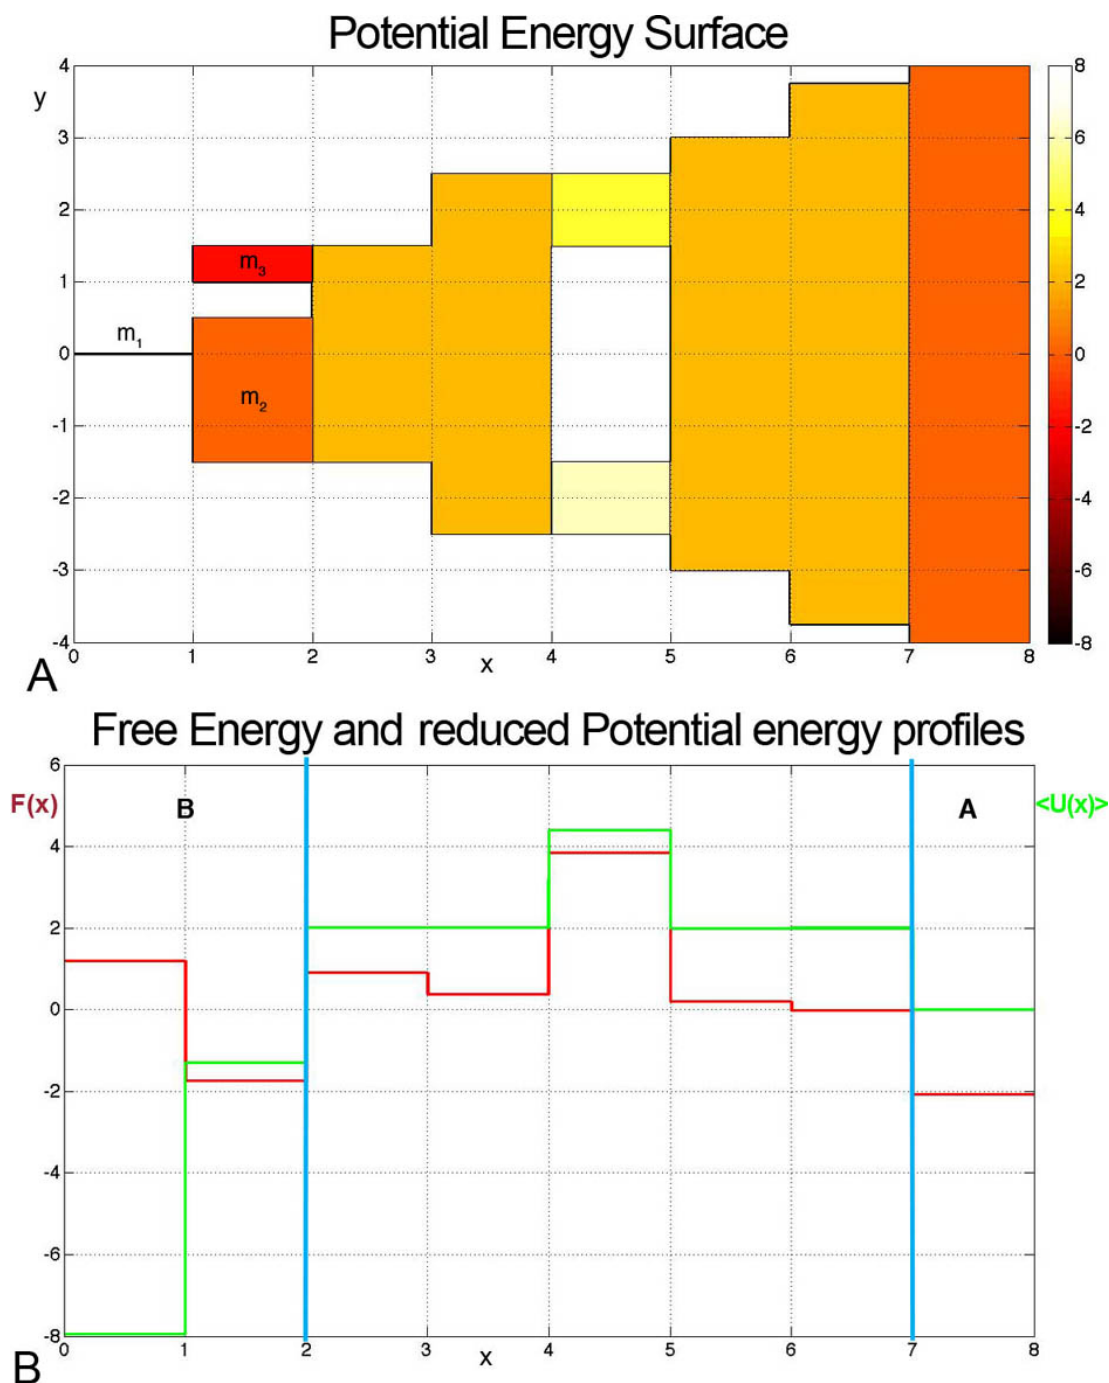 Potential Energy Surface
y
4
3
2
1
0
-1
-2
-3
-4
m1
m3
m2
0 1 2 3 4 5 6 7 8
x
8
6
4
2
0
-2
-4
-6
-8
A
Free Energy and reduced Potential energy profiles
F(x)
<U(x)>
B
A
6
4
2
0
-2
-4
-6
-8
0 1 2 3 4 5 6 7 8
x
B